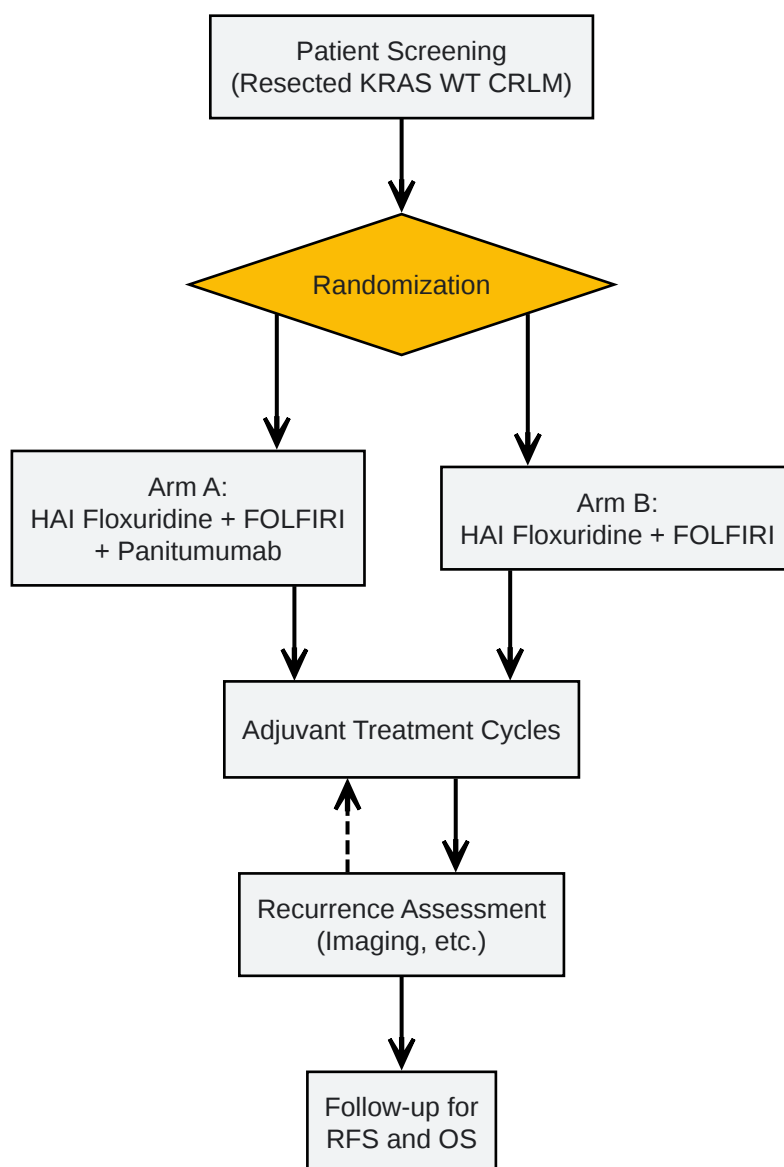 Patient Screening
(Resected KRAS WT CRLM)
Randomization
Arm A:
HAI Floxuridine + FOLFIRI
+ Panitumumab
Arm B:
HAI Floxuridine + FOLFIRI
Adjuvant Treatment Cycles
Recurrence Assessment
(Imaging, etc.)
Follow-up for
RFS and OS